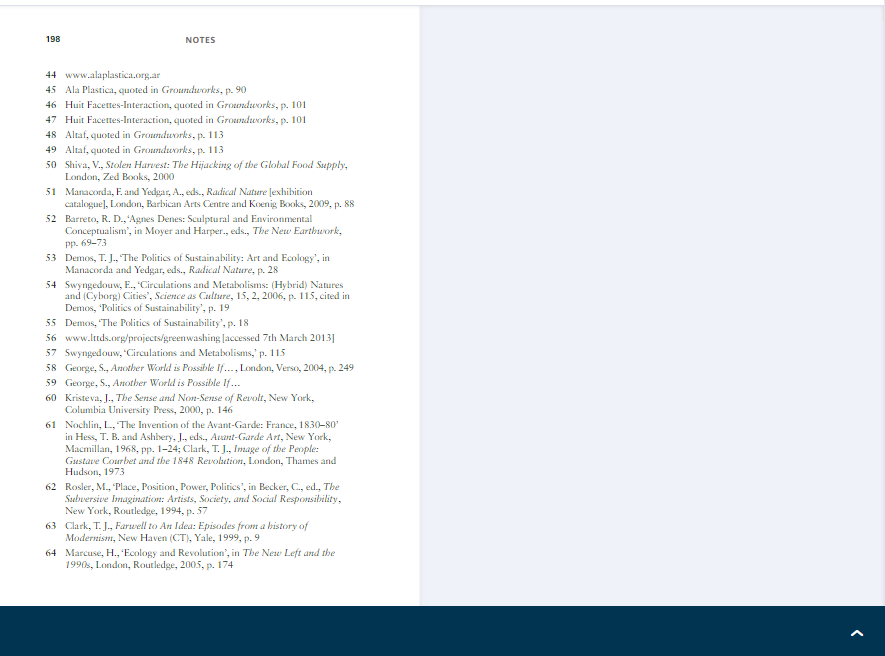 198
NOTES
44 www.alaplastica.org.ar
45 Ala Plastica, quoted in Groundworks, p. 90
46 Huit Facettes-Interaction, quoted in Groundworks, p. 101
47 Huit Facettes-Interaction, quoted in Groundworks, p. 101
48 Altaf, quoted in Groundworks, p. 113
49 Altaf, quoted in Groundworks, p. 113
50 Shiva, V., Stolen Harvest: The Hijacking of the Global Food Supply,
London, Zed Books, 2000
51 Manacorda, F. and Yedgar, A., eds., Radical Nature [exhibition
catalogue], London, Barbican Arts Centre and Koenig Books, 2009, p. 88
52 Barreto, R. D., ‘Agnes Denes: Sculptural and Environmental
Conceptualism’, in Moyer and Harper., eds., The New Earthwork,
pp. 69–73
53 Demos, T. J., ‘The Politics of Sustainability: Art and Ecology’, in
Manacorda and Yedgar, eds., Radical Nature, p. 28
54 Swyngedouw, E., ‘Circulations and Metabolisms: (Hybrid) Natures
and (Cyborg) Cities’, Science as Culture, 15, 2, 2006, p. 115, cited in
Demos, ‘Politics of Sustainability’, p. 19
55 Demos, ‘The Politics of Sustainability’, p. 18
56 www.lttds.org/projects/greenwashing [accessed 7th March 2013]
57 Swyngedouw, ‘Circulations and Metabolisms,’ p. 115
58 George, S., Another World is Possible If… , London, Verso, 2004, p. 249
59 George, S., Another World is Possible If…
60 Kristeva, J., The Sense and Non-Sense of Revolt, New York,
Columbia University Press, 2000, p. 146
61 Nochlin, L., ‘The Invention of the Avant-Garde: France, 1830–80’
in Hess, T. B. and Ashbery, J., eds., Avant-Garde Art, New York,
Macmillan, 1968, pp. 1–24; Clark, T. J., Image of the People:
Gustave Courbet and the 1848 Revolution, London, Thames and
Hudson, 1973
62 Rosler, M., ‘Place, Position, Power, Politics’, in Becker, C., ed., The
Subversive Imagination: Artists, Society, and Social Responsibility,
New York, Routledge, 1994, p. 57
63 Clark, T. J., Farwell to An Idea: Episodes from a history of
Modernism, New Haven (CT), Yale, 1999, p. 9
64 Marcuse, H., ‘Ecology and Revolution’, in The New Left and the
1990s, London, Routledge, 2005, p. 174